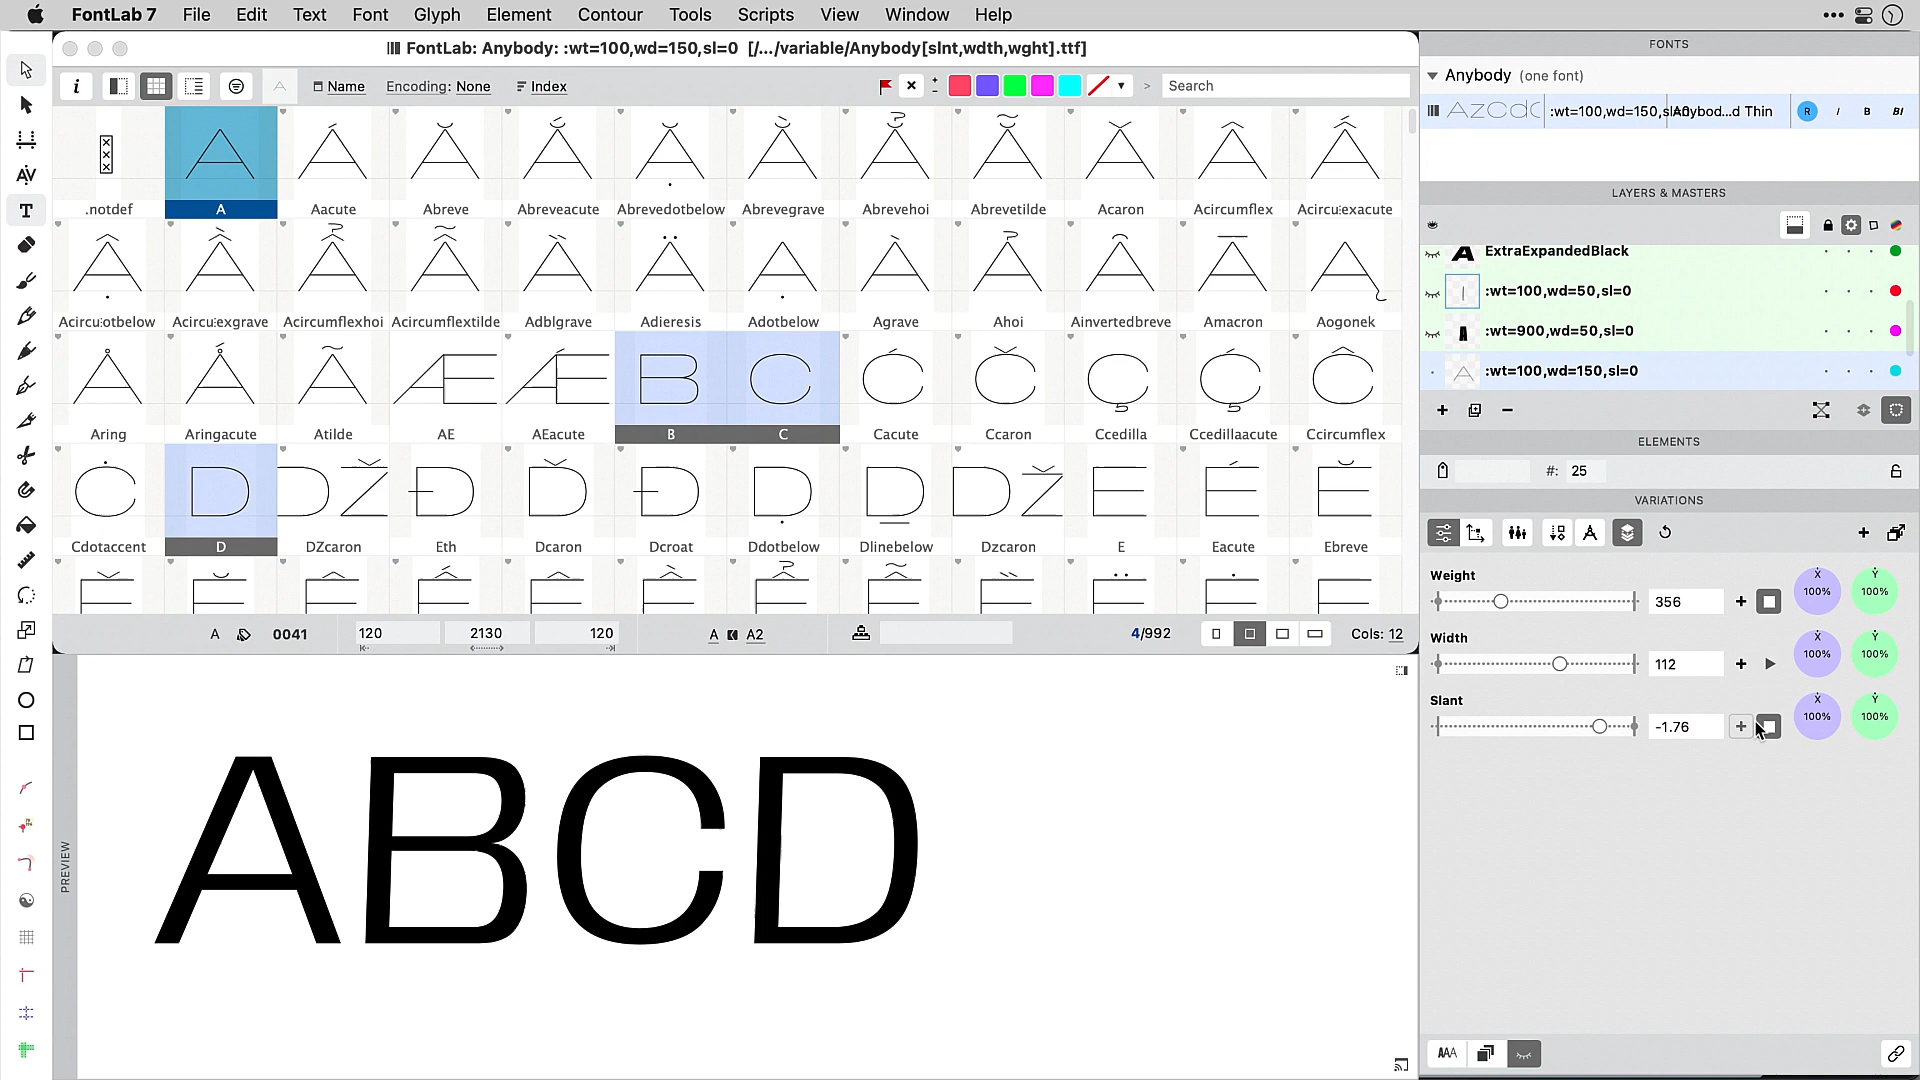 FontLab 7 File Edit Text Font Glyph Element Contour Tools Scripts View Window Help
FontLab: Anybody: :wt=100,wd=150,sl=0 [/.../variable/Anybody[slnt,wdth,wght].ttf]
i Name Encoding: None Index Search
.notdef A Aacute Abreve Abreveacute Abrevedotbelow Abrevegrave Abrevehoi Abrevetilde Acaron Acircumflex Acircu:exacute
Acircu:otbelow Acircu:exgrave Acircumflexhoi Acircumflextilde Adblgrave Adieresis Adotbelow Agrave Ahoi Ainvertedbreve Amacron Aogonek
Aring Aringacute Atilde AE AEacute B C Cacute Ccaron Ccedilla Ccedillaacute Ccircumflex
Cdotaccent D DZcaron Eth Dcaron Dcroat Ddotbelow Dlinebelow Dzcaron E Eacute Ebreve
A 0041 120 2130 120 A A2 4/992 Cols: 12
PREVIEW
ABCD
FONTS
Anybody (one font)
AzCdO :wt=100,wd=150,sl=0 Anybod...d Thin R I B BI
LAYERS & MASTERS
ExtraExpandedBlack
:wt=100,wd=50,sl=0
:wt=900,wd=50,sl=0
:wt=100,wd=150,sl=0
ELEMENTS
#: 25
VARIATIONS
Weight
356 X 100% Y 100%
Width
112 X 100% Y 100%
Slant
-1.76 X 100% Y 100%
AAA